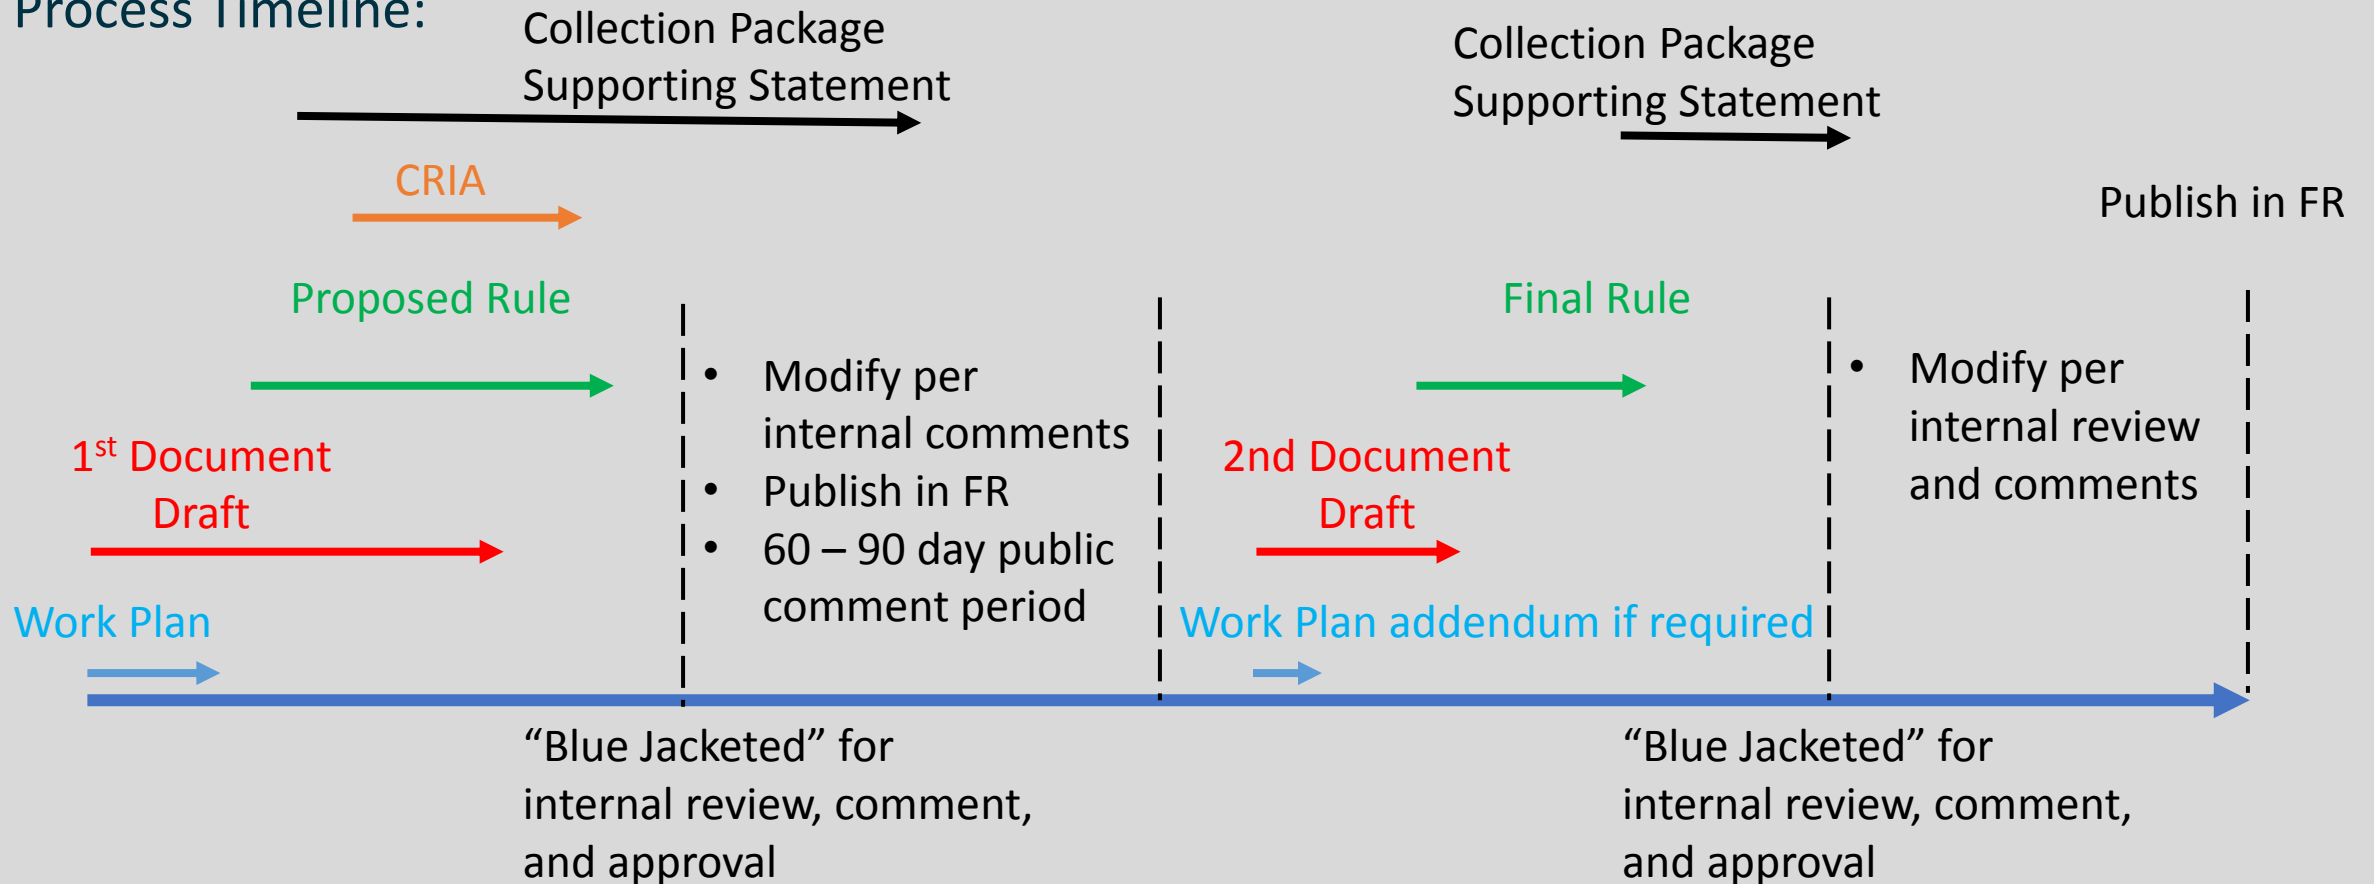 Process Timeline:
Collection Package
Supporting Statement
Collection Package
Supporting Statement
CRIA
Publish in FR
Proposed Rule
Final Rule
• Modify per
internal comments
• Publish in FR
• 60 – 90 day public
comment period
• Modify per
internal review
and comments
1st Document
Draft
2nd Document
Draft
Work Plan
Work Plan addendum if required
“Blue Jacketed” for
internal review, comment,
and approval
“Blue Jacketed” for
internal review, comment,
and approval